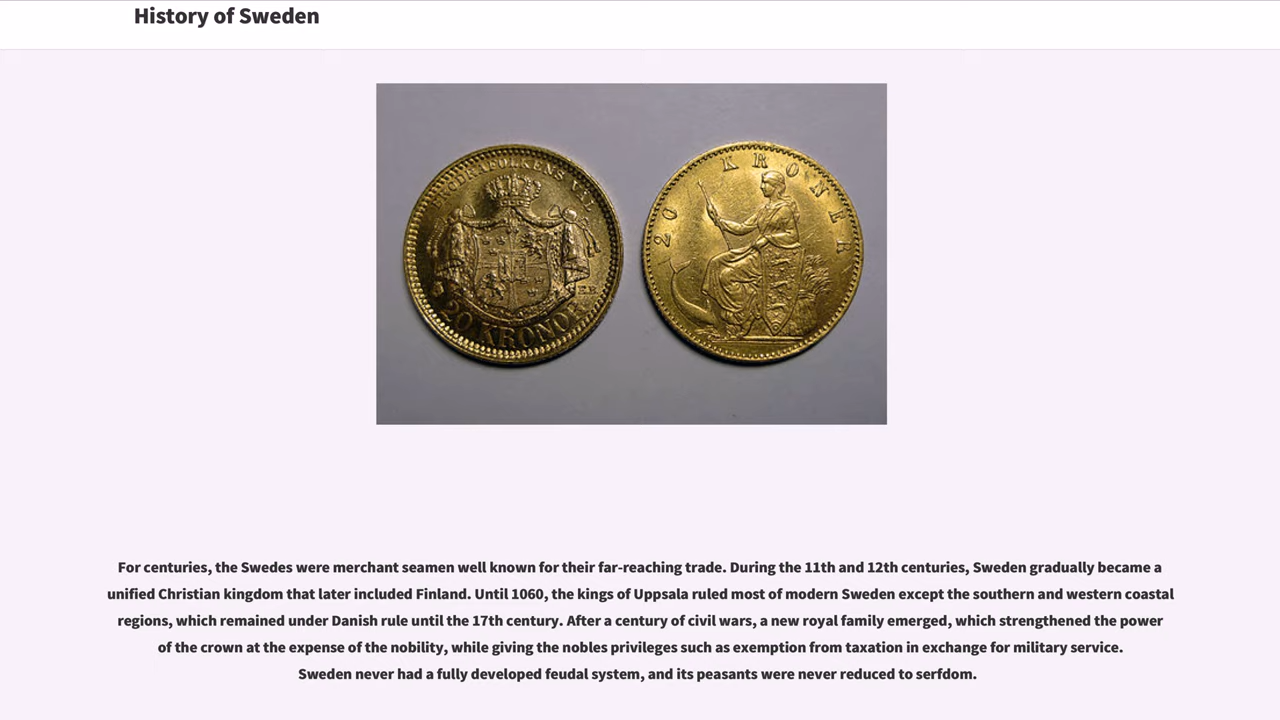 History of Sweden
BRÖDRAFOLKENS VÄL
E.B.
20 KRONOR
20 KRONER
For centuries, the Swedes were merchant seamen well known for their far-reaching trade. During the 11th and 12th centuries, Sweden gradually became a
unified Christian kingdom that later included Finland. Until 1060, the kings of Uppsala ruled most of modern Sweden except the southern and western coastal
regions, which remained under Danish rule until the 17th century. After a century of civil wars, a new royal family emerged, which strengthened the power
of the crown at the expense of the nobility, while giving the nobles privileges such as exemption from taxation in exchange for military service.
Sweden never had a fully developed feudal system, and its peasants were never reduced to serfdom.